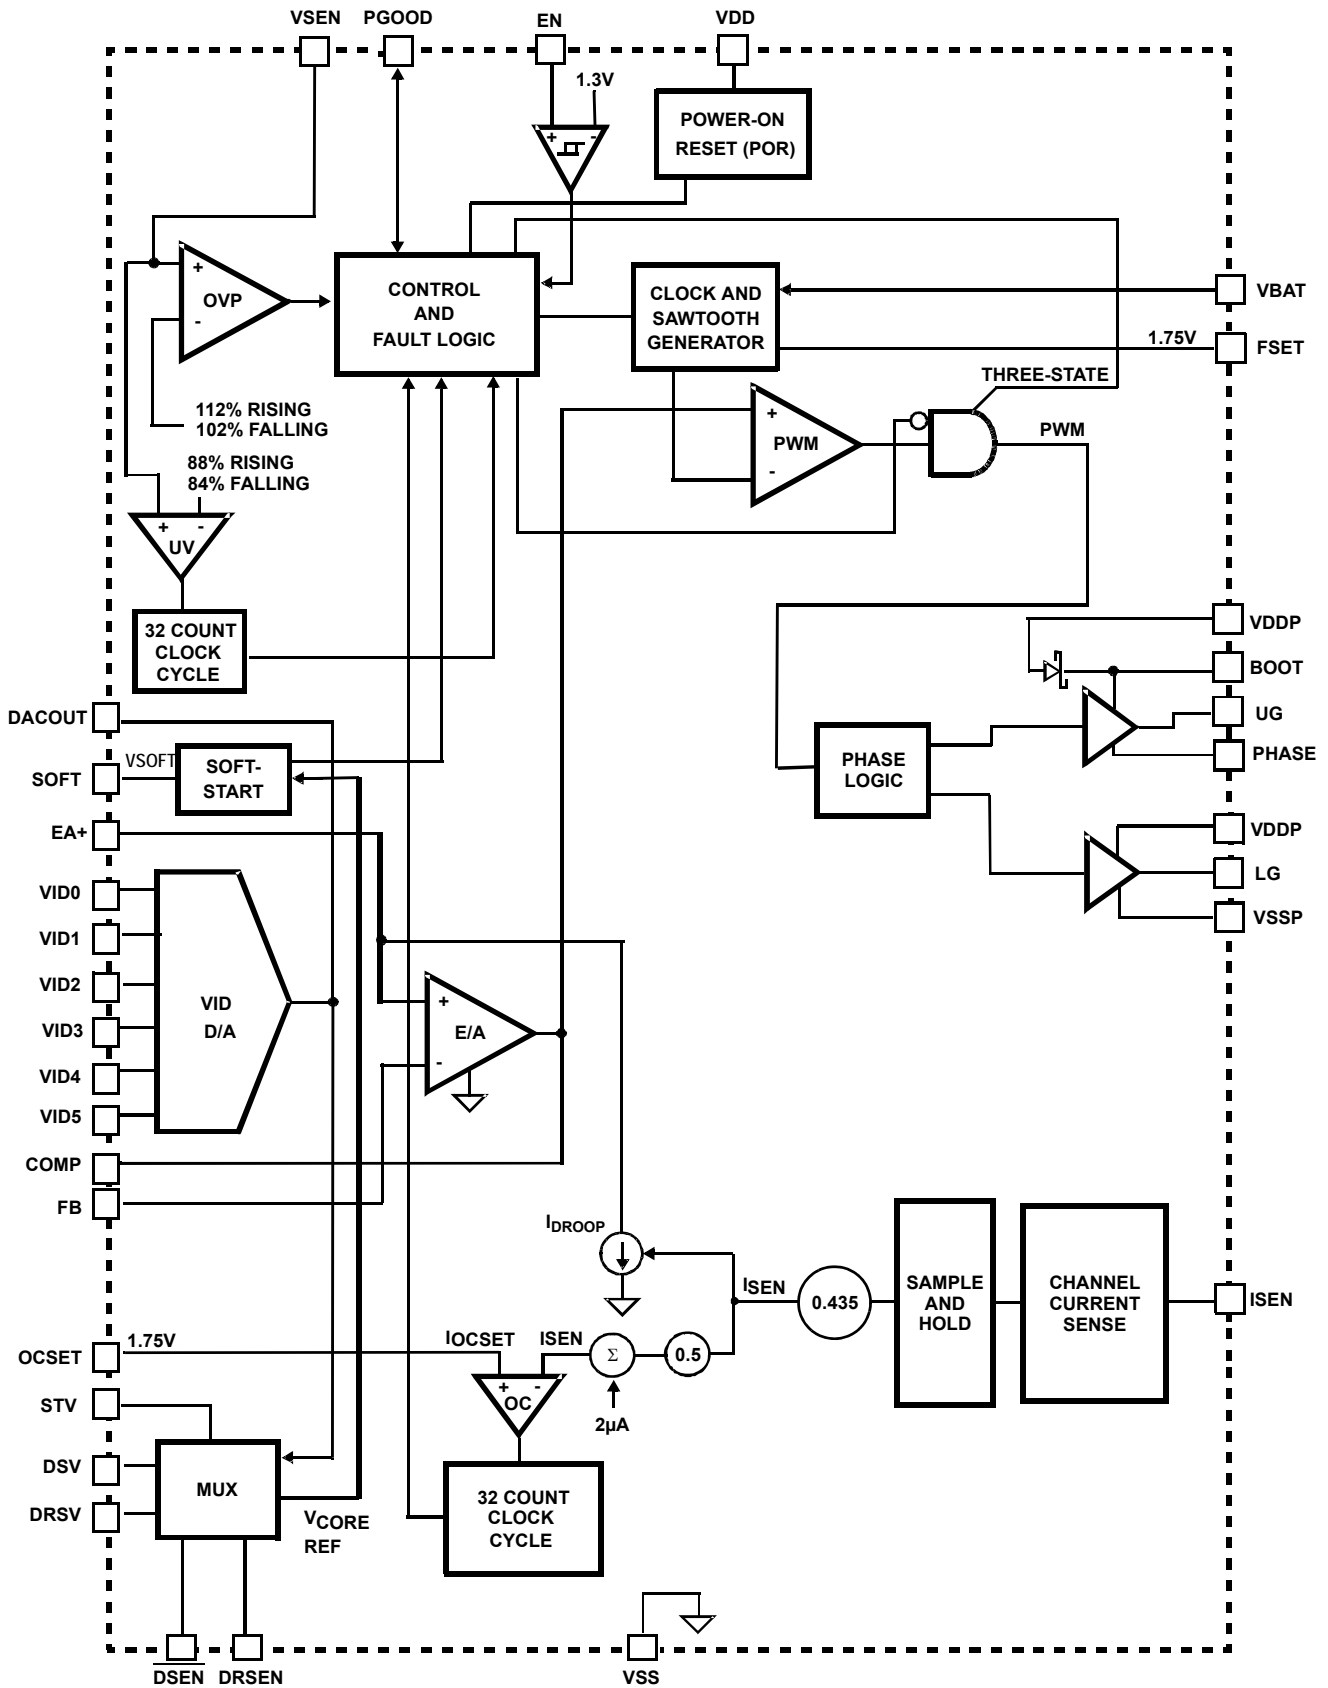 VSEN PGOOD EN VDD
1.3V
POWER-ON
RESET (POR)
+ -
+
OVP
-
CONTROL
AND
FAULT LOGIC
CLOCK AND
SAWTOOTH
GENERATOR
VBAT
1.75V
FSET
THREE-STATE
112% RISING
102% FALLING
+
PWM
-
PWM
88% RISING
84% FALLING
+ -
UV
32 COUNT
CLOCK
CYCLE
VDDP
BOOT
UG
PHASE
DACOUT
VSOFT
SOFT
SOFT-
START
PHASE
LOGIC
EA+
VDDP
LG
VSSP
VID0
VID1
VID2
VID3
VID4
VID5
VID
D/A
+
E/A
-
COMP
FB
IDROOP
ISEN
0.435
SAMPLE
AND
HOLD
CHANNEL
CURRENT
SENSE
ISEN
1.75V
OCSET
IOCSET
ISEN
Σ
0.5
+ -
OC
2µA
STV
DSV
DRSV
MUX
VCORE
REF
32 COUNT
CLOCK
CYCLE
DSEN DRSEN
VSS